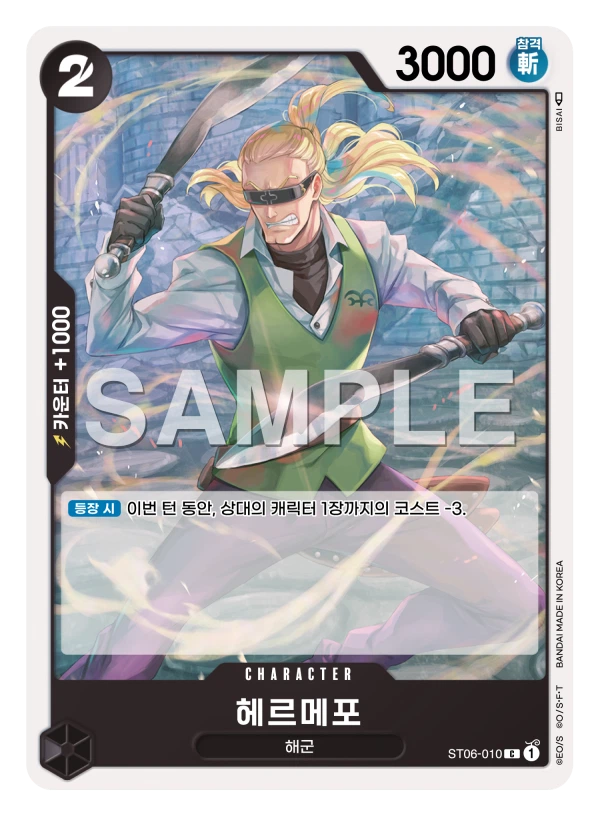 2
3000
참격
斬
BISAI
카운터 +1000
SAMPLE
등장 시 이번 턴 동안, 상대의 캐릭터 1장까지의 코스트 -3.
CHARACTER
헤르메포
해군
ST06-010 C 1
©EO/S ©O/S·F·T BANDAI MADE IN KOREA